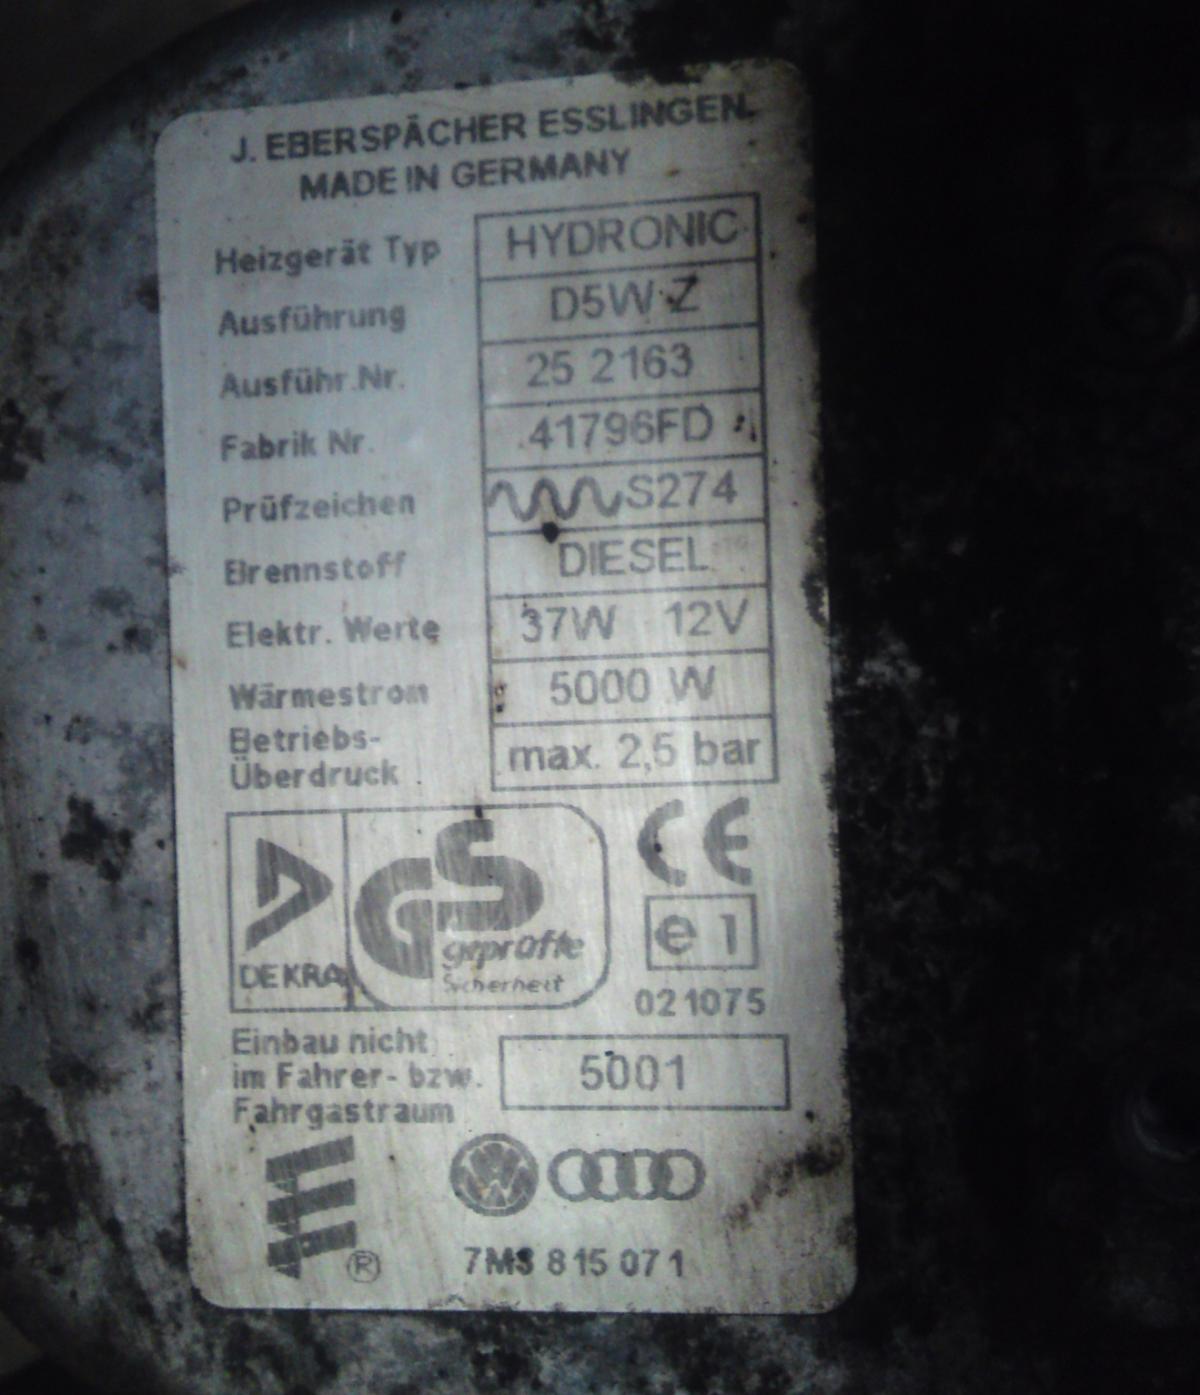 J. EBERSPÄCHER ESSLINGEN
MADE IN GERMANY
Heizgerät Typ HYDRONIC
Ausführung D5W Z
Ausführ.Nr. 25 2163
Fabrik Nr. 41796FD
Prüfzeichen S274
Brennstoff DIESEL
Elektr. Werte 37W 12V
Wärmestrom 5000 W
Betriebs-
Überdruck max. 2,5 bar
DEKRA
GS
geprüfte
Sicherheit
CE
e1
021075
Einbau nicht
im Fahrer- bzw. 5001
Fahrgastraum
®
7M3 815 071